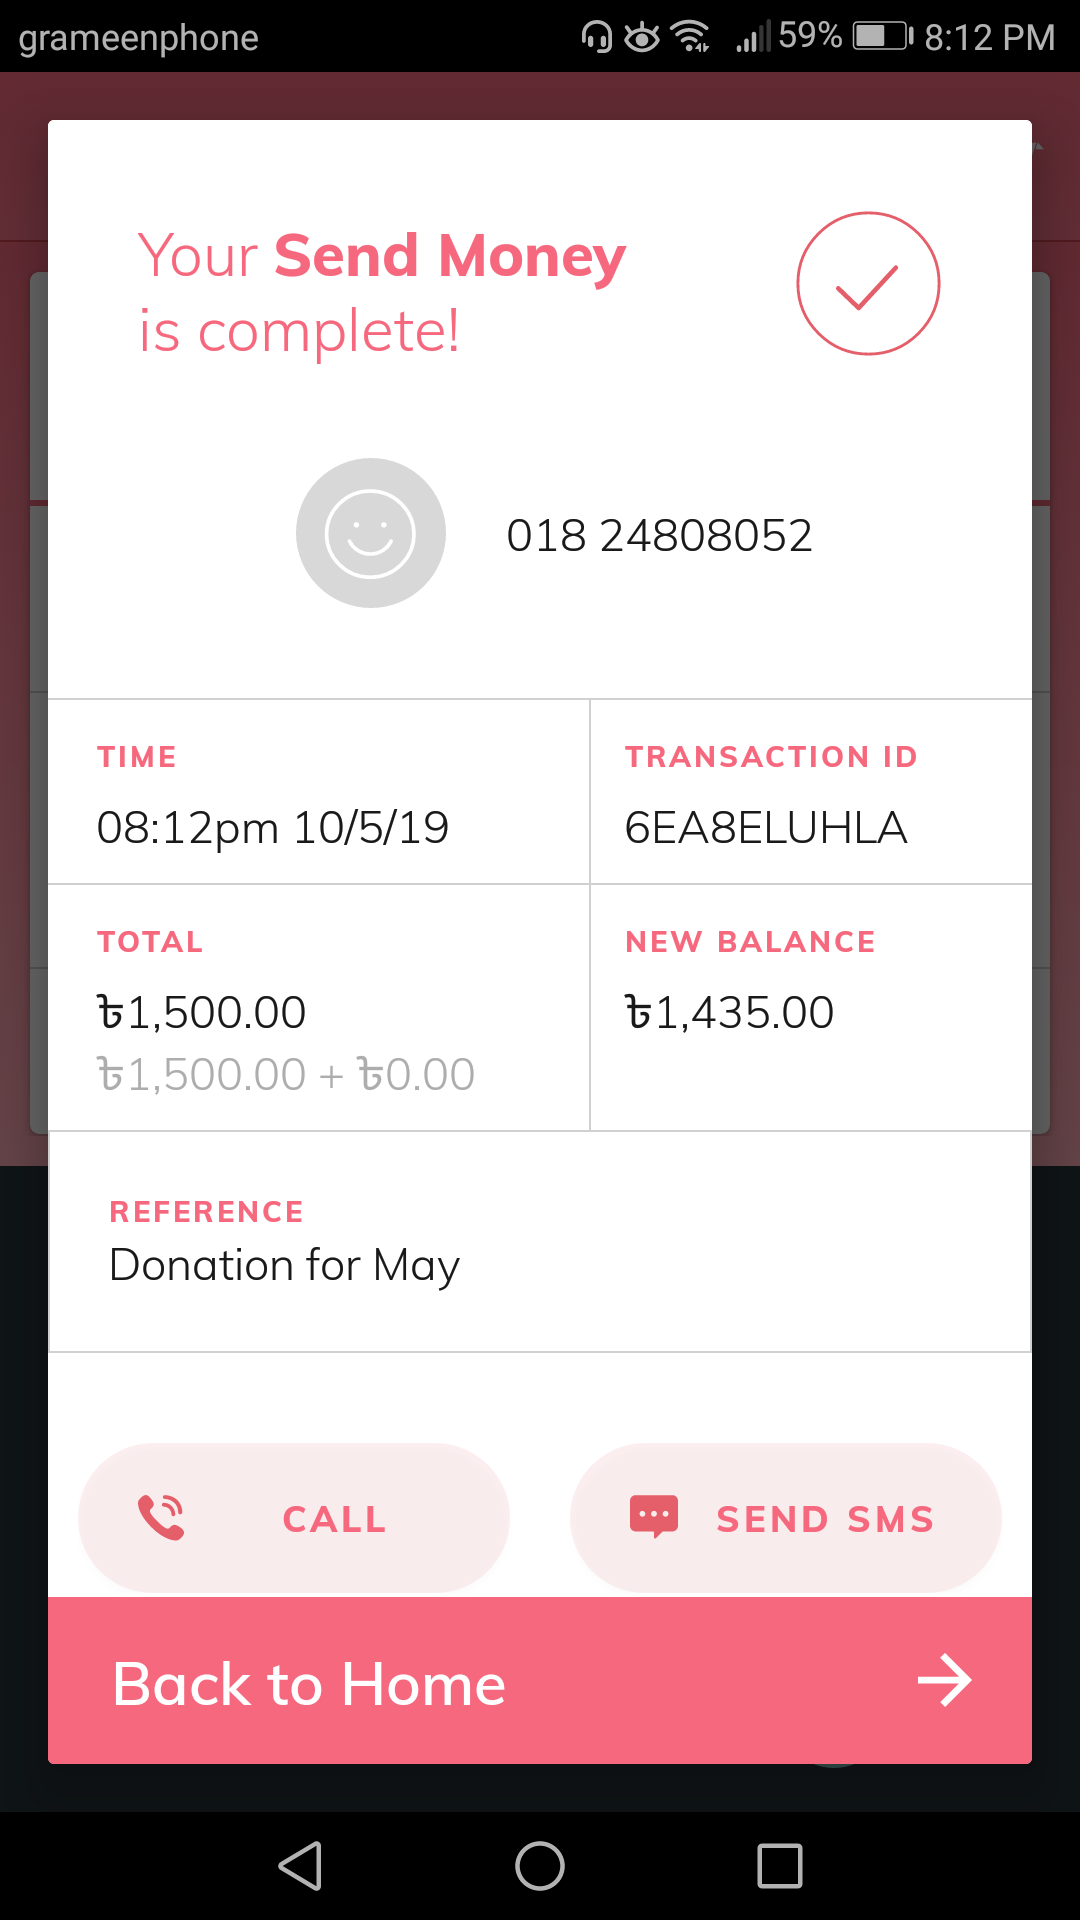 grameenphone 59% 8:12 PM
Your Send Money
is complete!
018 24808052
TIME
08:12pm 10/5/19
TRANSACTION ID
6EA8ELUHLA
TOTAL
৳1,500.00
৳1,500.00 + ৳0.00
NEW BALANCE
৳1,435.00
REFERENCE
Donation for May
CALL
SEND SMS
Back to Home